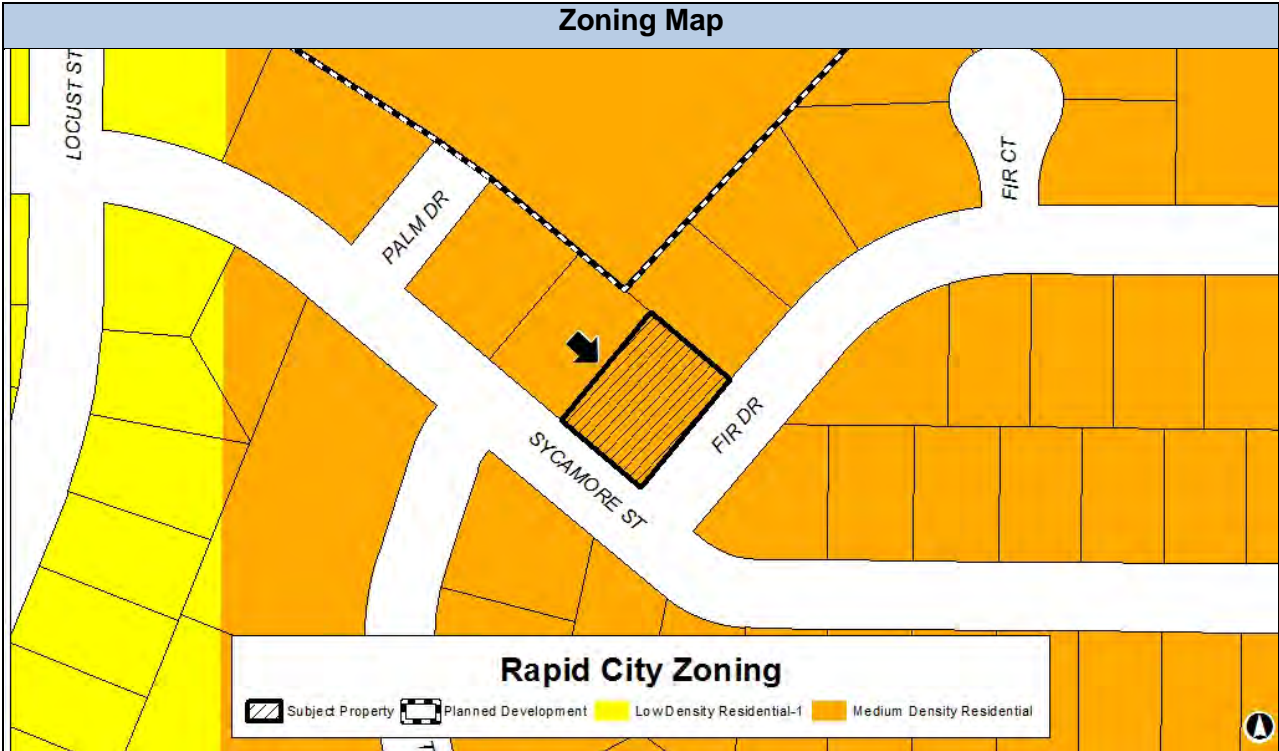 Zoning Map
LOCUST ST
PALM DR
FIR CT
FIR DR
SYCAMORE ST
T
Rapid City Zoning
Subject Property Planned Development Low Density Residential-1 Medium Density Residential